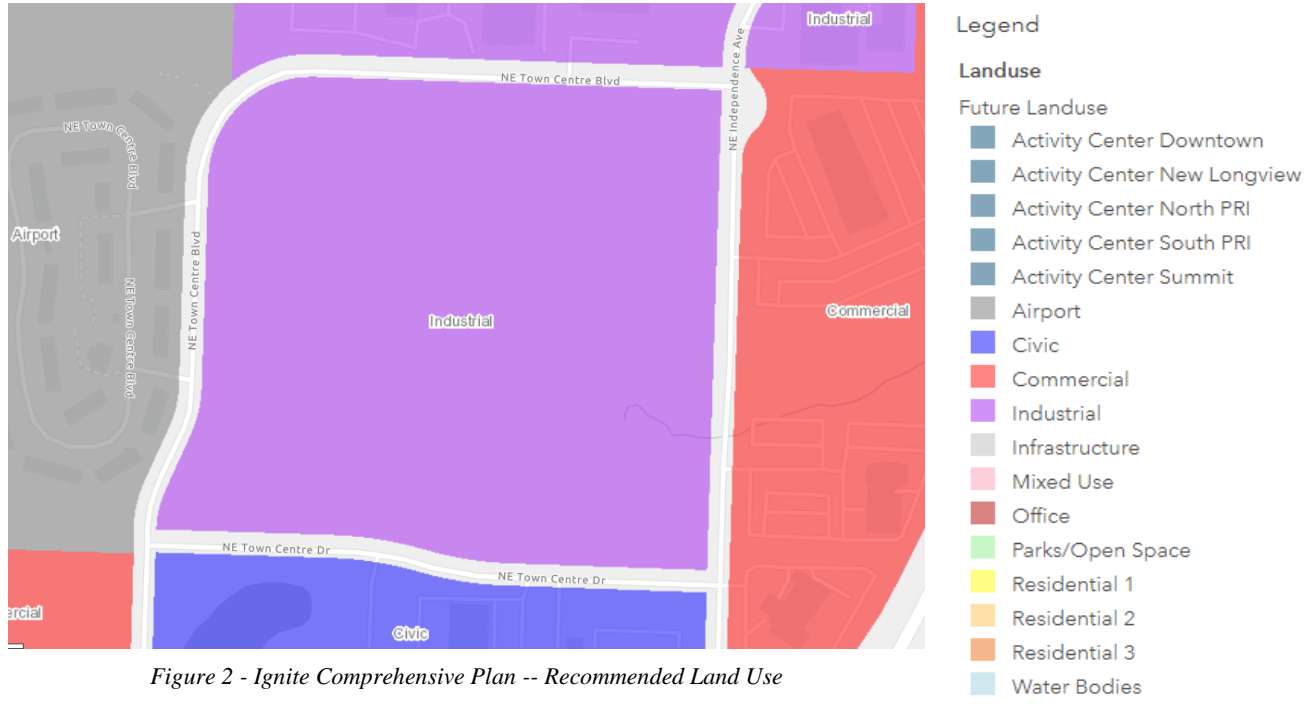 Industrial
NE Town Centre Blvd
NE Independence Ave
NE Town Centre Blvd
Airport
NE Town Centre Blvd
NE Town Centre Blvd
Industrial
Commercial
NE Town Centre Dr
NE Town Centre Dr
ercial
Civic
Figure 2 - Ignite Comprehensive Plan -- Recommended Land Use
Legend
Landuse
Future Landuse
Activity Center Downtown
Activity Center New Longview
Activity Center North PRI
Activity Center South PRI
Activity Center Summit
Airport
Civic
Commercial
Industrial
Infrastructure
Mixed Use
Office
Parks/Open Space
Residential 1
Residential 2
Residential 3
Water Bodies